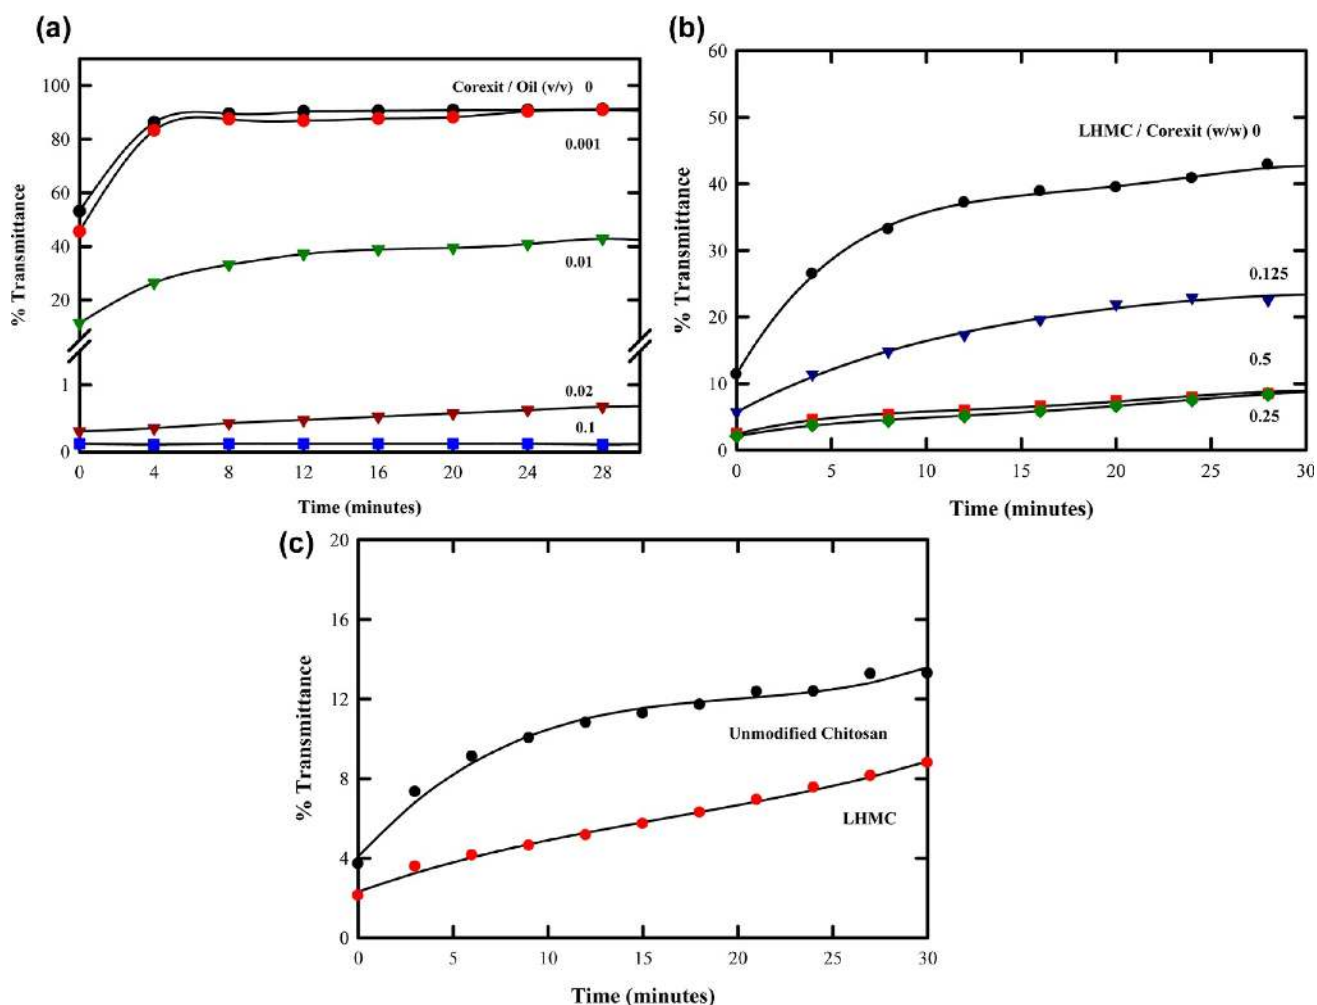 (a)
Corexit / Oil (v/v) 0
100
80
0.001
60
% Transmittance
40
0.01
20
1
0.02
0.1
0
0 4 8 12 16 20 24 28
Time (minutes)
(b)
60
50
LHMC / Corexit (w/w) 0
40
% Transmittance
30
0.125
20
0.5
10
0.25
0
0 5 10 15 20 25 30
Time (minutes)
(c)
20
16
% Transmittance
12
Unmodified Chitosan
8
LHMC
4
0
0 5 10 15 20 25 30
Time (minutes)